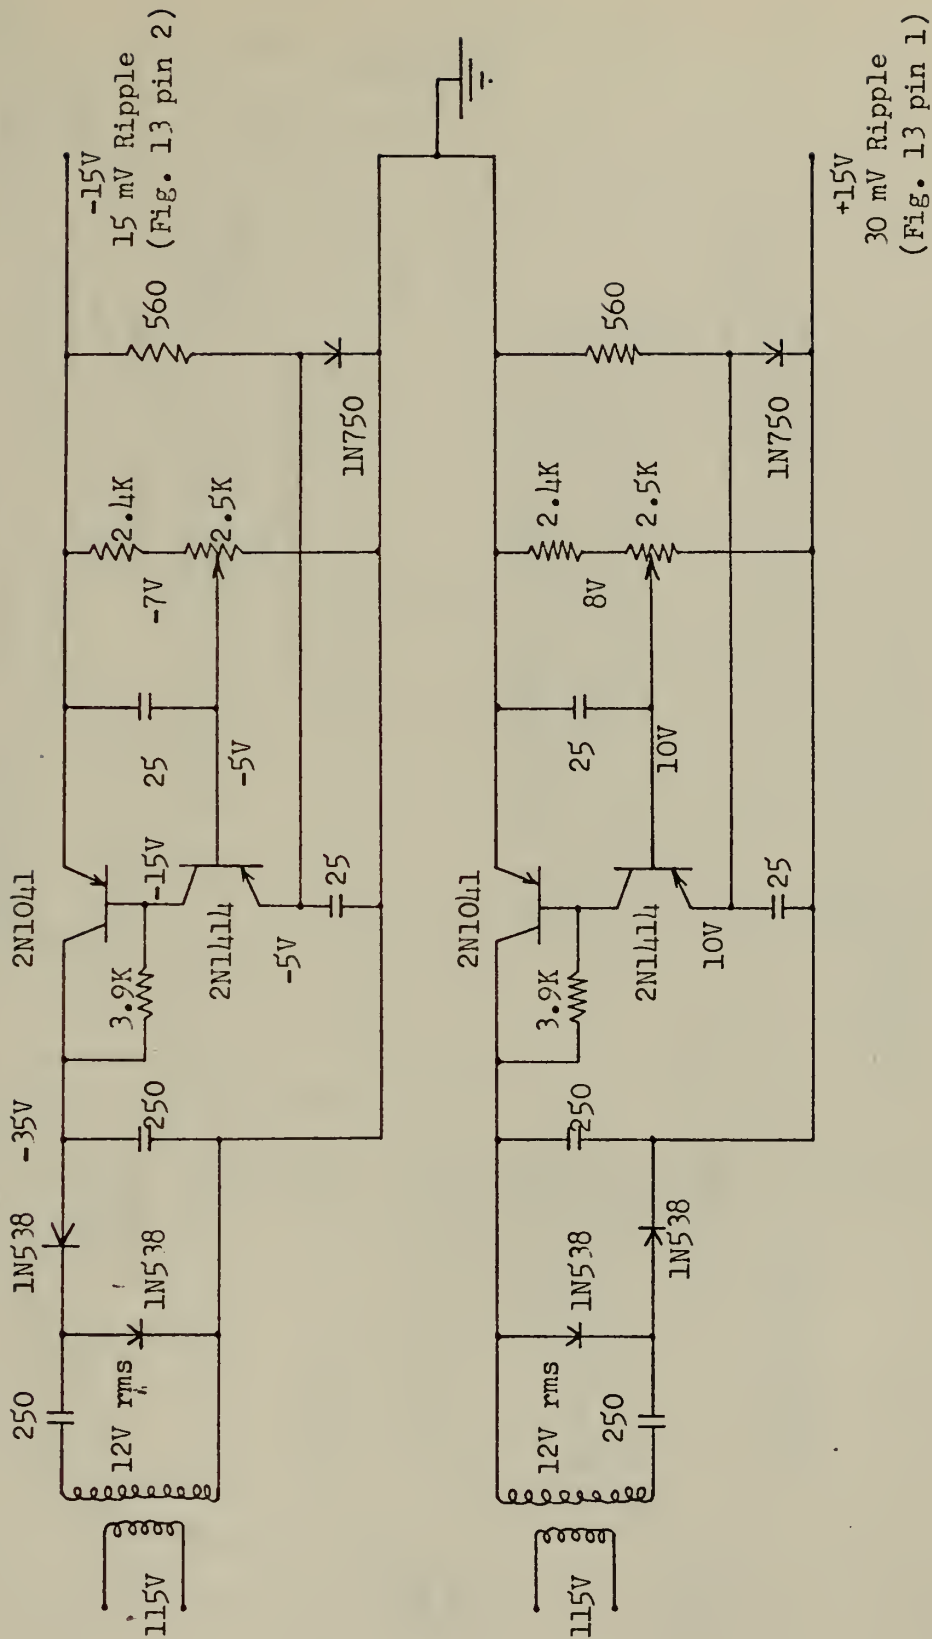 115V
12V rms
250
1N538
1N538
-35V
250
3.9K
2N1041
-15V
2N1414
-5V
25
-5V
25
-7V
2.4K
2.5K
560
1N750
-15V
15 mV Ripple
(Fig. 13 pin 2)
115V
12V rms
250
1N538
1N538
250
3.9K
2N1041
2N1414
10V
25
10V
25
8V
2.4K
2.5K
560
1N750
+15V
30 mV Ripple
(Fig. 13 pin 1)